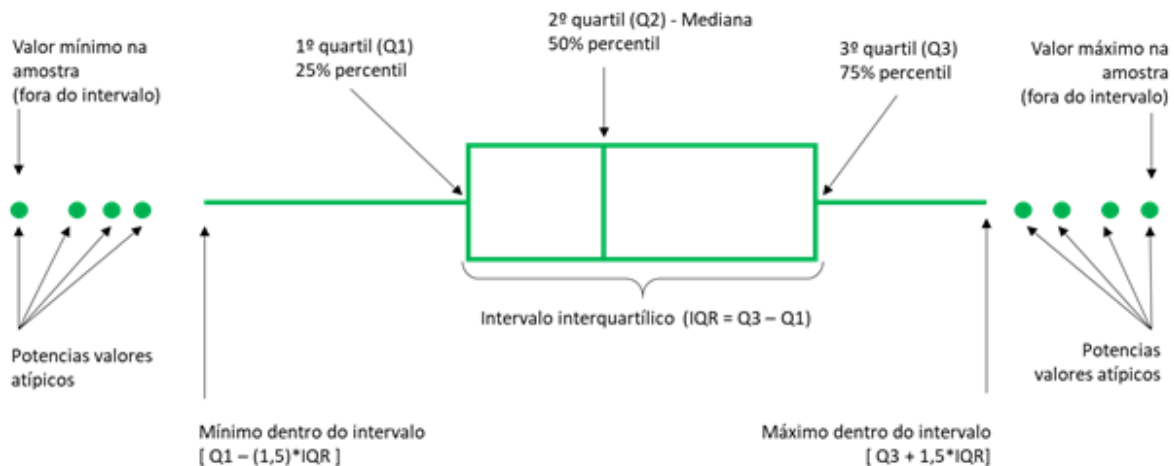 Valor mínimo na
amostra
(fora do intervalo)
1º quartil (Q1)
25% percentil
2º quartil (Q2) - Mediana
50% percentil
3º quartil (Q3)
75% percentil
Valor máximo na
amostra
(fora do intervalo)
Intervalo interquartílico (IQR = Q3 – Q1)
Potencias valores
atípicos
Potencias
valores atípicos
Mínimo dentro do intervalo
[ Q1 – (1,5)*IQR ]
Máximo dentro do intervalo
[ Q3 + 1,5*IQR]